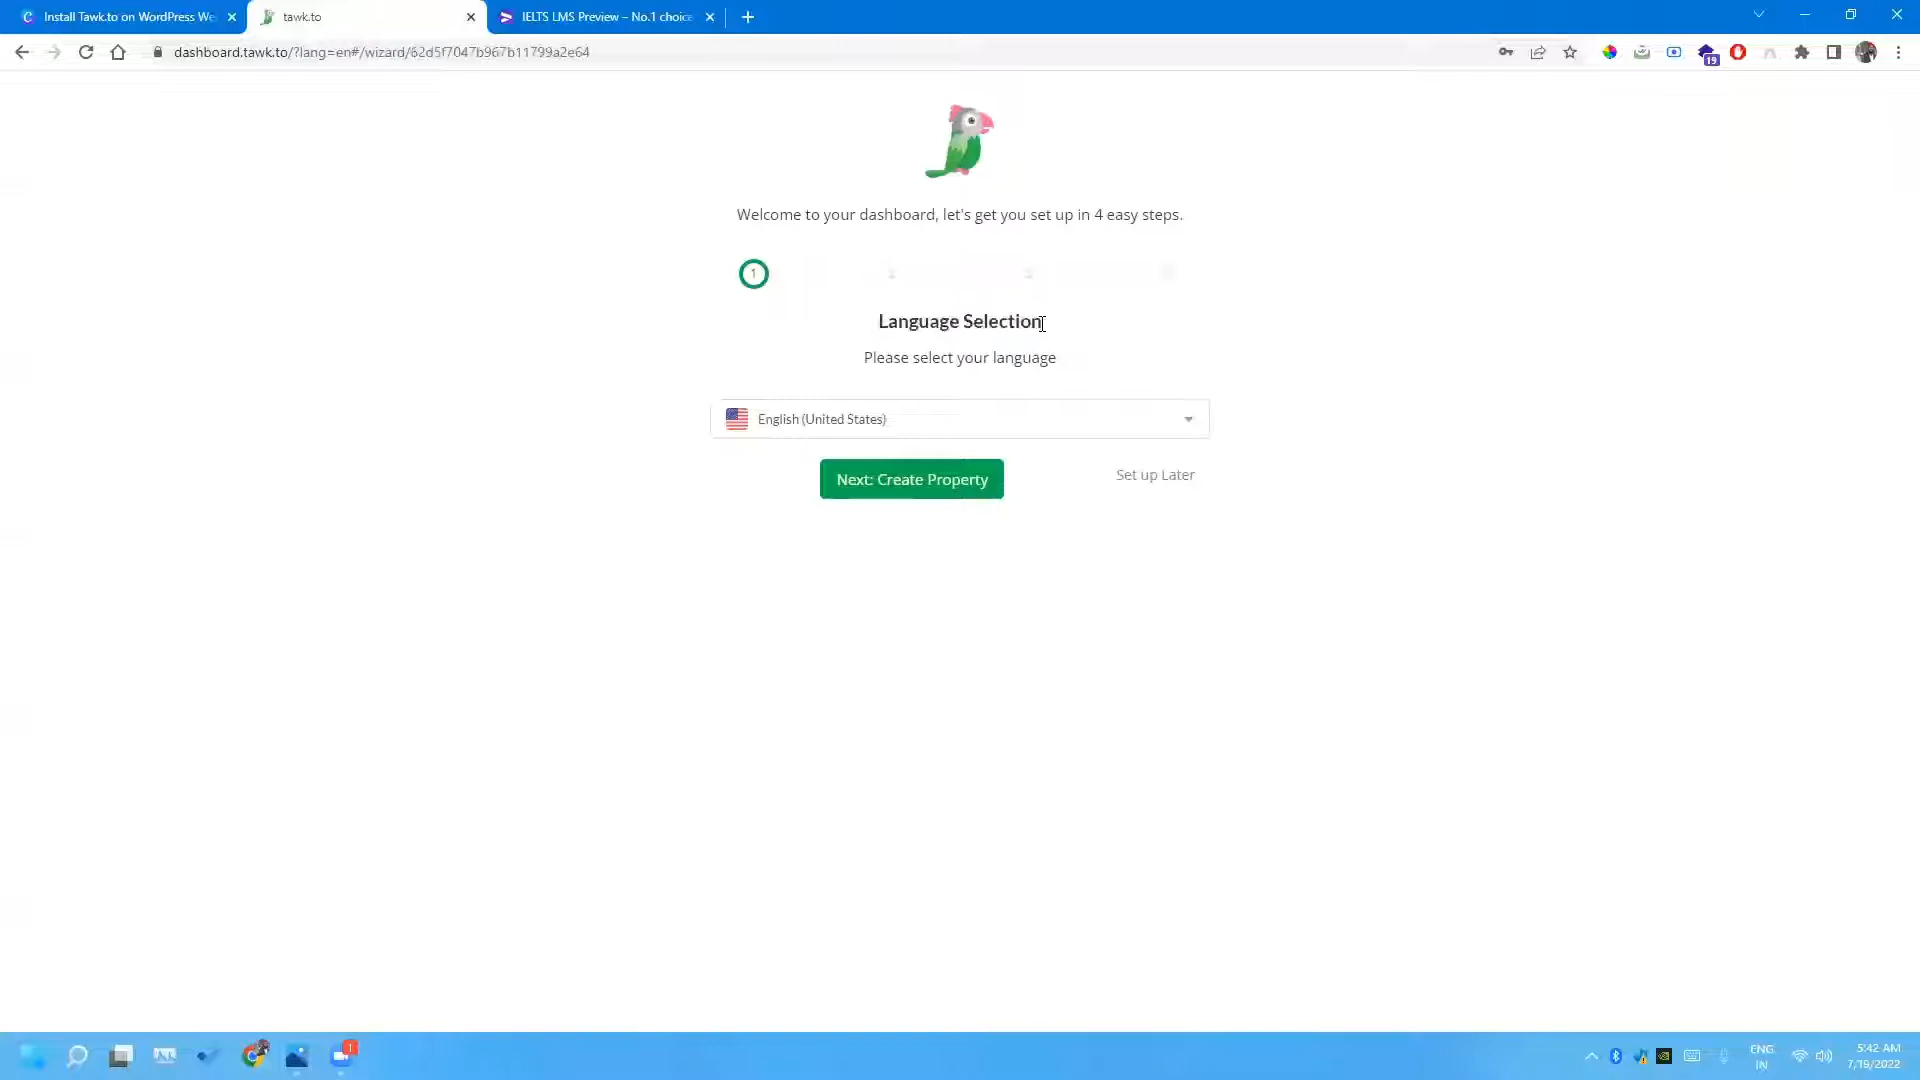 Install Tawk.to on WordPress We
tawk.to
IELTS LMS Preview – No.1 choice
dashboard.tawk.to/?lang=en#/wizard/62d5f7047b967b11799a2e64
19
Welcome to your dashboard, let's get you set up in 4 easy steps.
1
Language Selection
Please select your language
English (United States)
Next: Create Property
Set up Later
1
ENG
IN
5:42 AM
7/19/2022